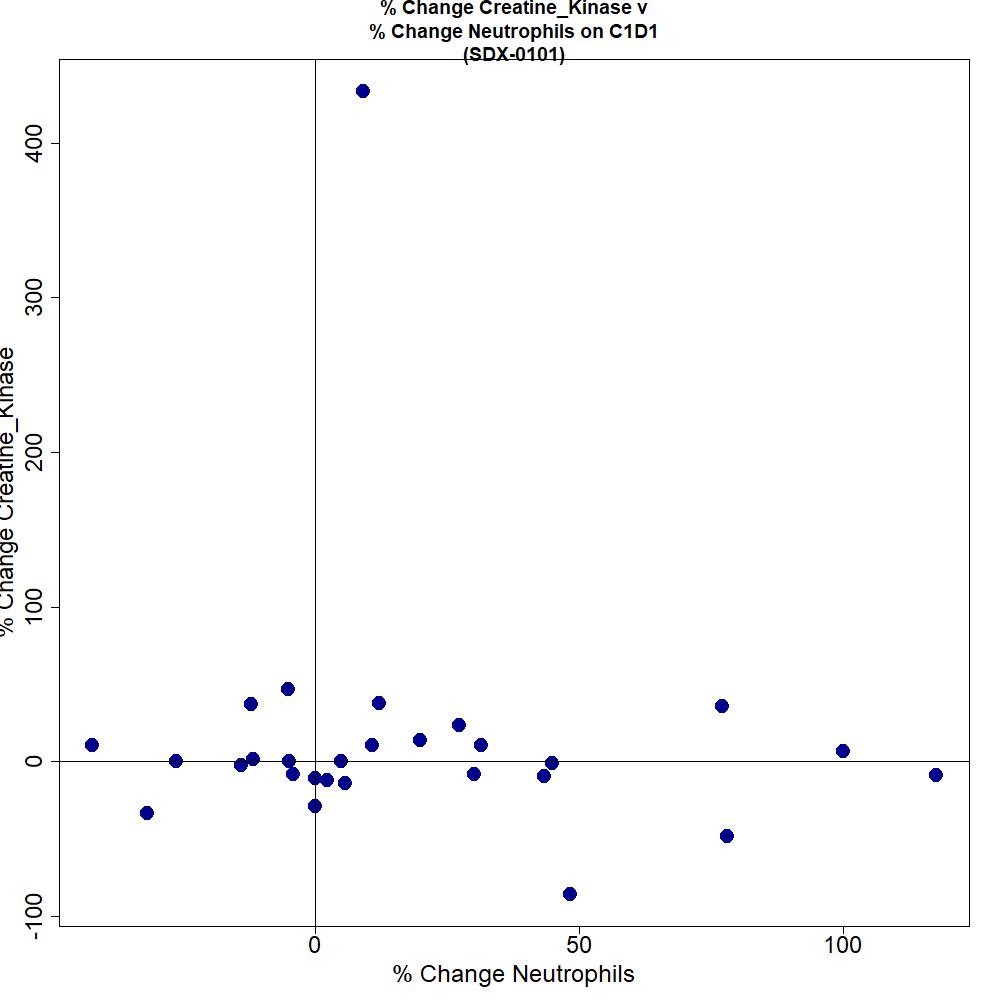 % Change Creatine_Kinase v
% Change Neutrophils on C1D1
(SDX-0101)
% Change Creatine_Kinase
400
300
200
100
0
-100
0
50
100
% Change Neutrophils